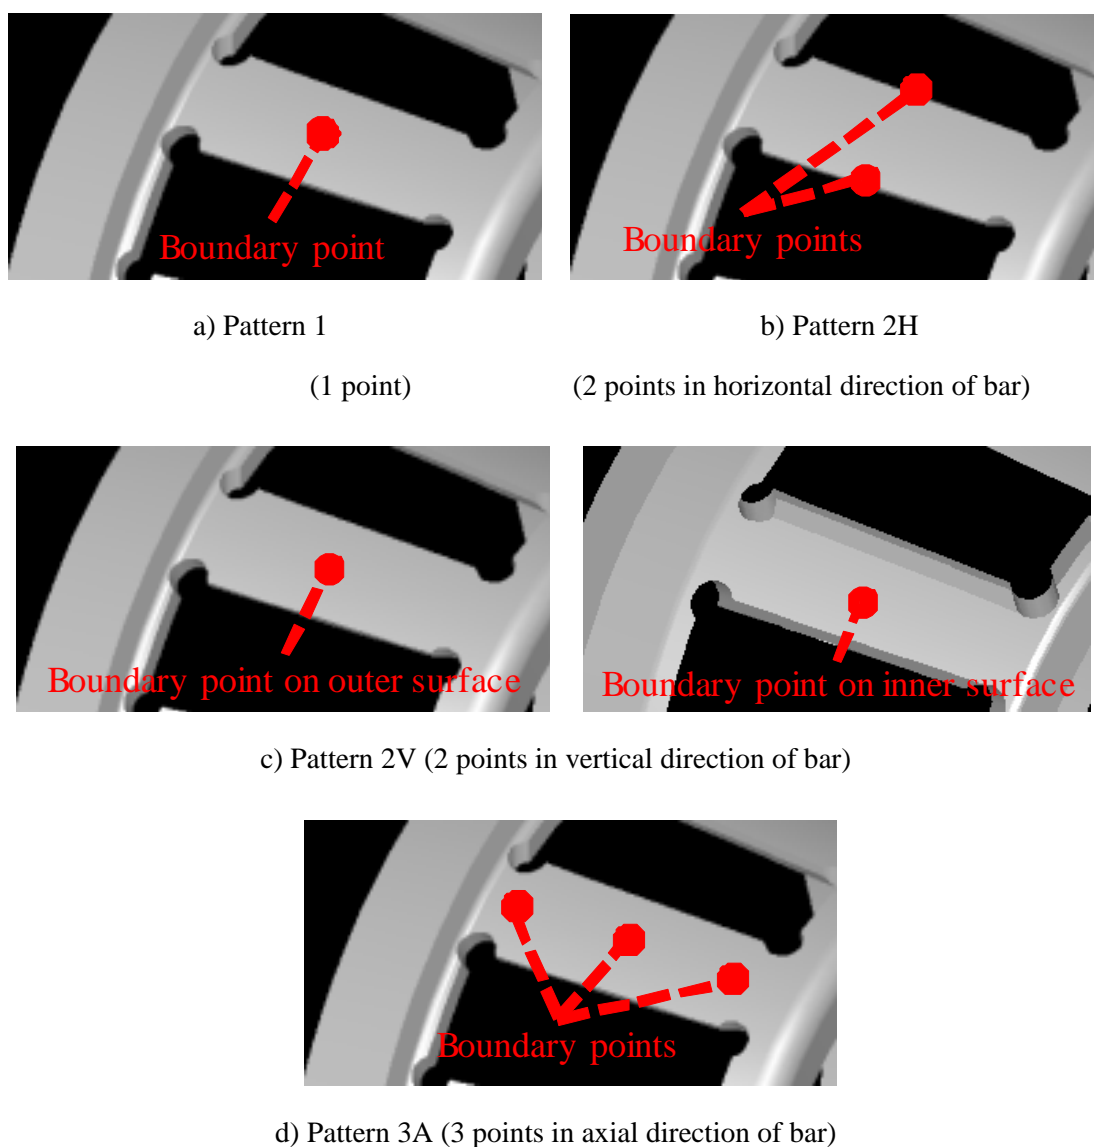 Boundary point
Boundary points
a) Pattern 1
b) Pattern 2H
(1 point)
(2 points in horizontal direction of bar)
Boundary point on outer surface
Boundary point on inner surface
c) Pattern 2V (2 points in vertical direction of bar)
Boundary points
d) Pattern 3A (3 points in axial direction of bar)